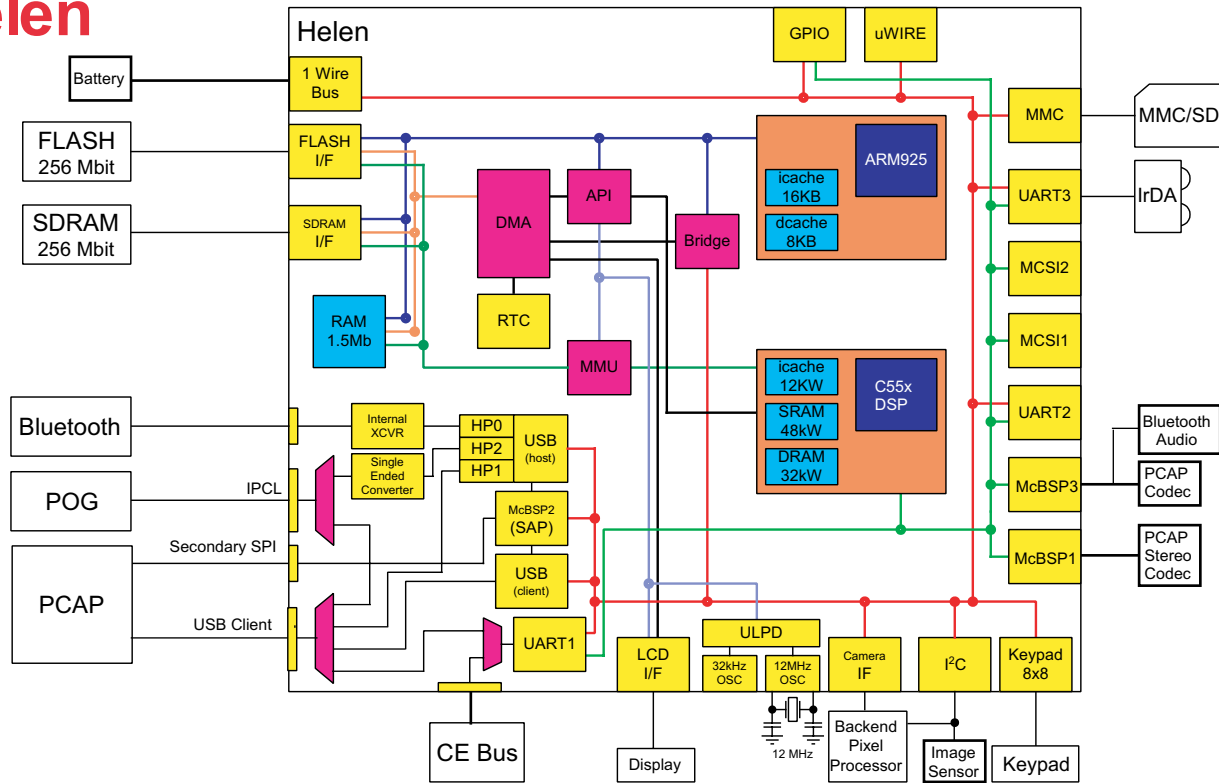 elen
Helen
GPIO
uWIRE
Battery
1 Wire
Bus
MMC
MMC/SD
FLASH
256 Mbit
FLASH
I/F
ARM925
icache
16KB
dcache
8KB
DMA
API
Bridge
UART3
IrDA
SDRAM
256 Mbit
SDRAM
I/F
MCSI2
RAM
1.5Mb
RTC
MCSI1
MMU
icache
12KW
SRAM
48kW
DRAM
32kW
C55x
DSP
UART2
Bluetooth
Internal
XCVR
HP0
HP2
HP1
USB
(host)
Bluetooth
Audio
Single
Ended
Converter
POG
IPCL
McBSP3
PCAP
Codec
McBSP2
(SAP)
Secondary SPI
McBSP1
PCAP
Stereo
Codec
PCAP
USB
(client)
USB Client
UART1
LCD
I/F
ULPD
32kHz
OSC
12MHz
OSC
Camera
IF
I2C
Keypad
8x8
CE Bus
Display
12 MHz
Backend
Pixel
Processor
Image
Sensor
Keypad